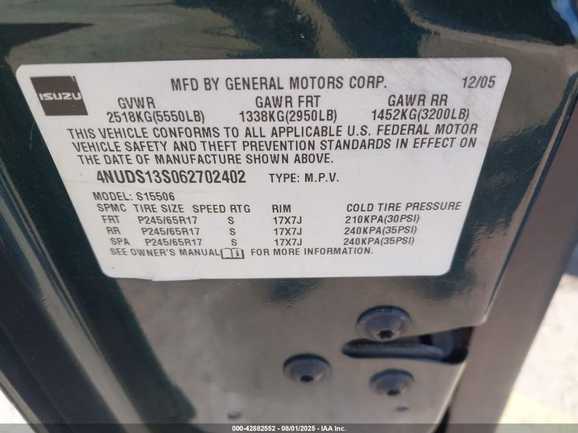 ISUZU
MFD BY GENERAL MOTORS CORP. 12/05
GVWR GAWR FRT GAWR RR
2518KG(5550LB) 1338KG(2950LB) 1452KG(3200LB)
THIS VEHICLE CONFORMS TO ALL APPLICABLE U.S. FEDERAL MOTOR
VEHICLE SAFETY AND THEFT PREVENTION STANDARDS IN EFFECT ON
THE DATE OF MANUFACTURE SHOWN ABOVE.
4NUDS13S062702402 TYPE: M.P.V.
MODEL: S15506
SPMC TIRE SIZE SPEED RTG RIM COLD TIRE PRESSURE
FRT P245/65R17 S 17X7J 210KPA(30PSI)
RR P245/65R17 S 17X7J 240KPA(35PSI)
SPA P245/65R17 S 17X7J 240KPA(35PSI)
SEE OWNER'S MANUAL FOR MORE INFORMATION.
000-42882552 - 08/01/2025 - IAA Inc.